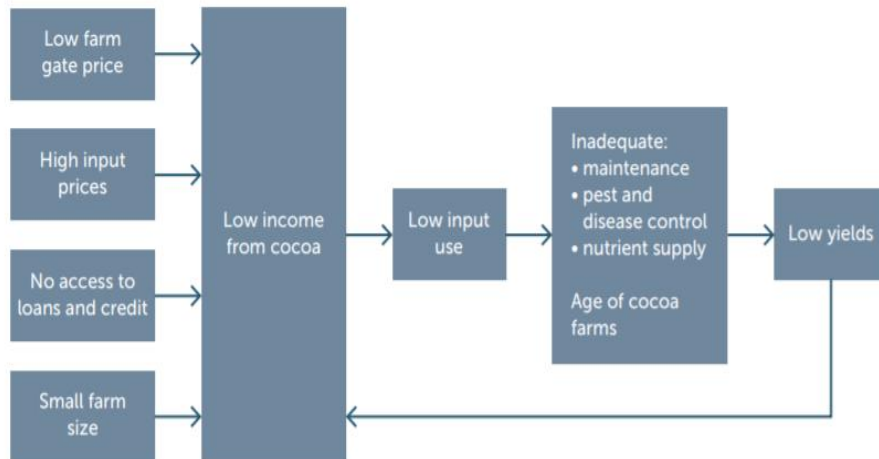 Low farm
gate price
High input
prices
No access to
loans and credit
Small farm
size
Low income
from cocoa
Low input
use
Inadequate:
• maintenance
• pest and
disease control
• nutrient supply
Age of cocoa
farms
Low yields